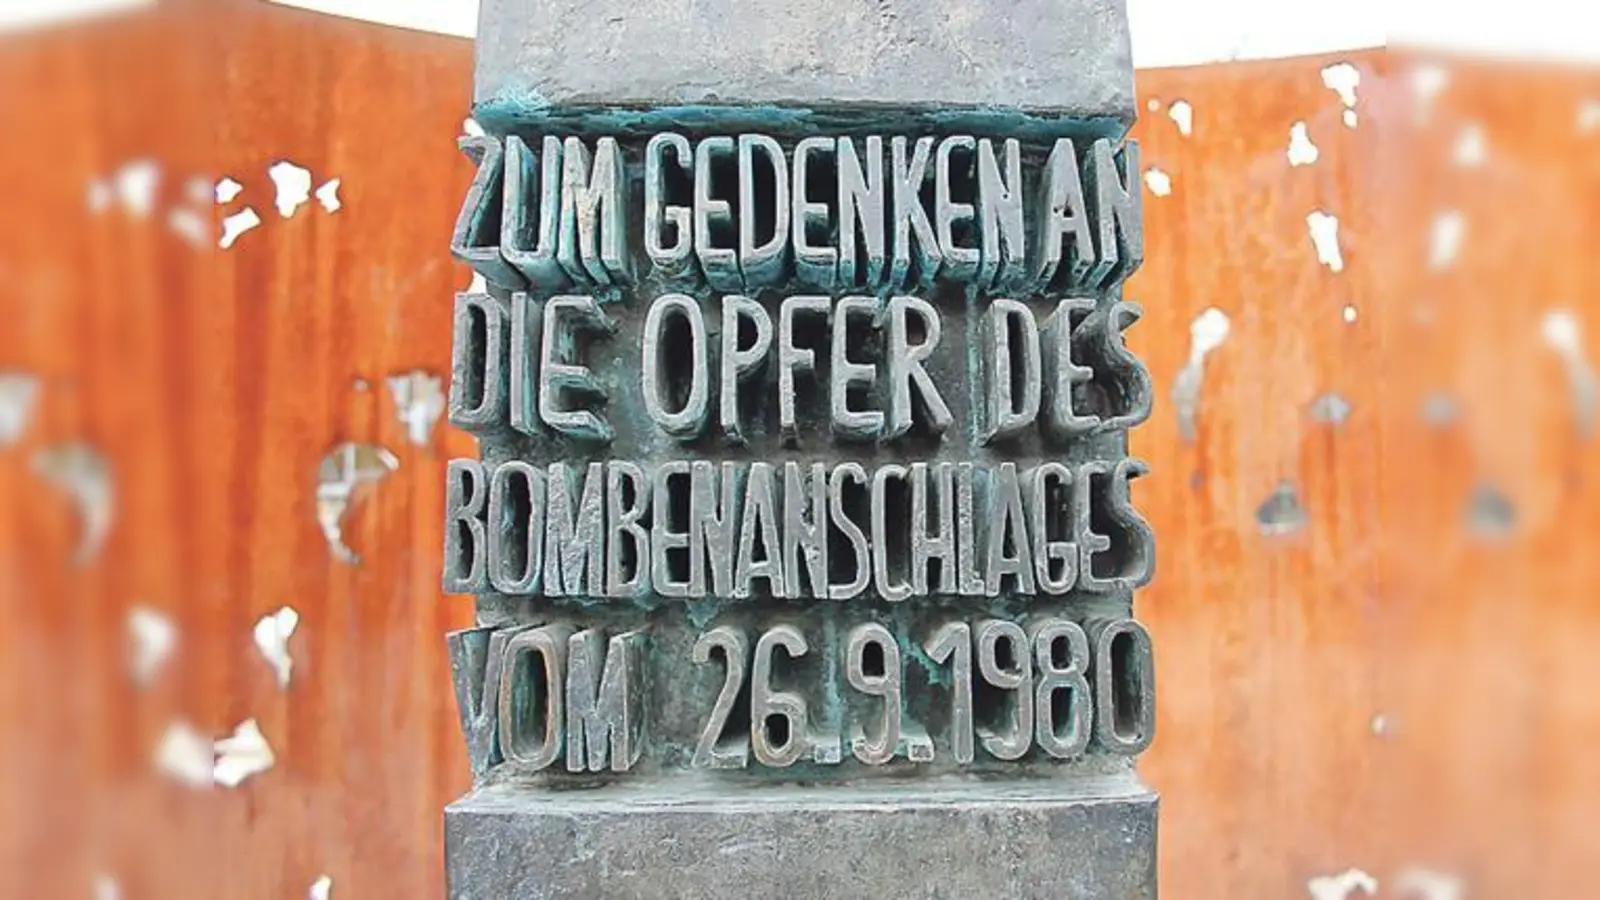 ZUM GEDENKEN AN
DIE OPFER DES
BOMBENANSCHLAGES
VOM 26.9.1980